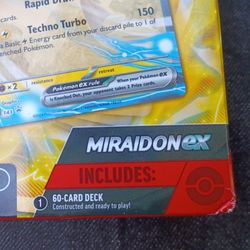 Rapid Dra
Techno Turbo
150
Basic Energy card from your
discard pile to 1 of
Benched Pokémon.
×2
resistance
retreat
Pokémon ex rule
When your Pokémon ex
is Knocked Out, your opponent takes 2 Prize cards.
MIRAIDON ex
INCLUDES:
1
60-CARD DECK
Constructed and ready to play!